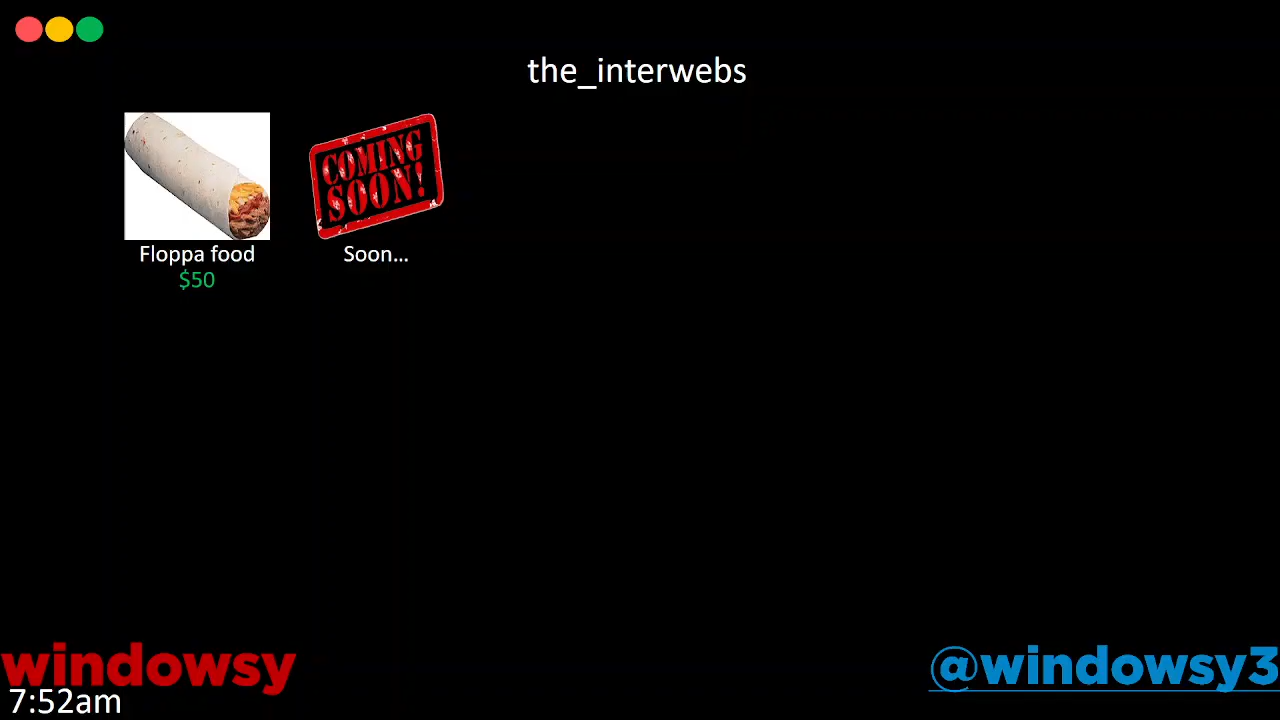 the_interwebs
COMING
SOON!
Floppa food
Soon...
$50
windowsy
@windowsy3
7:52am